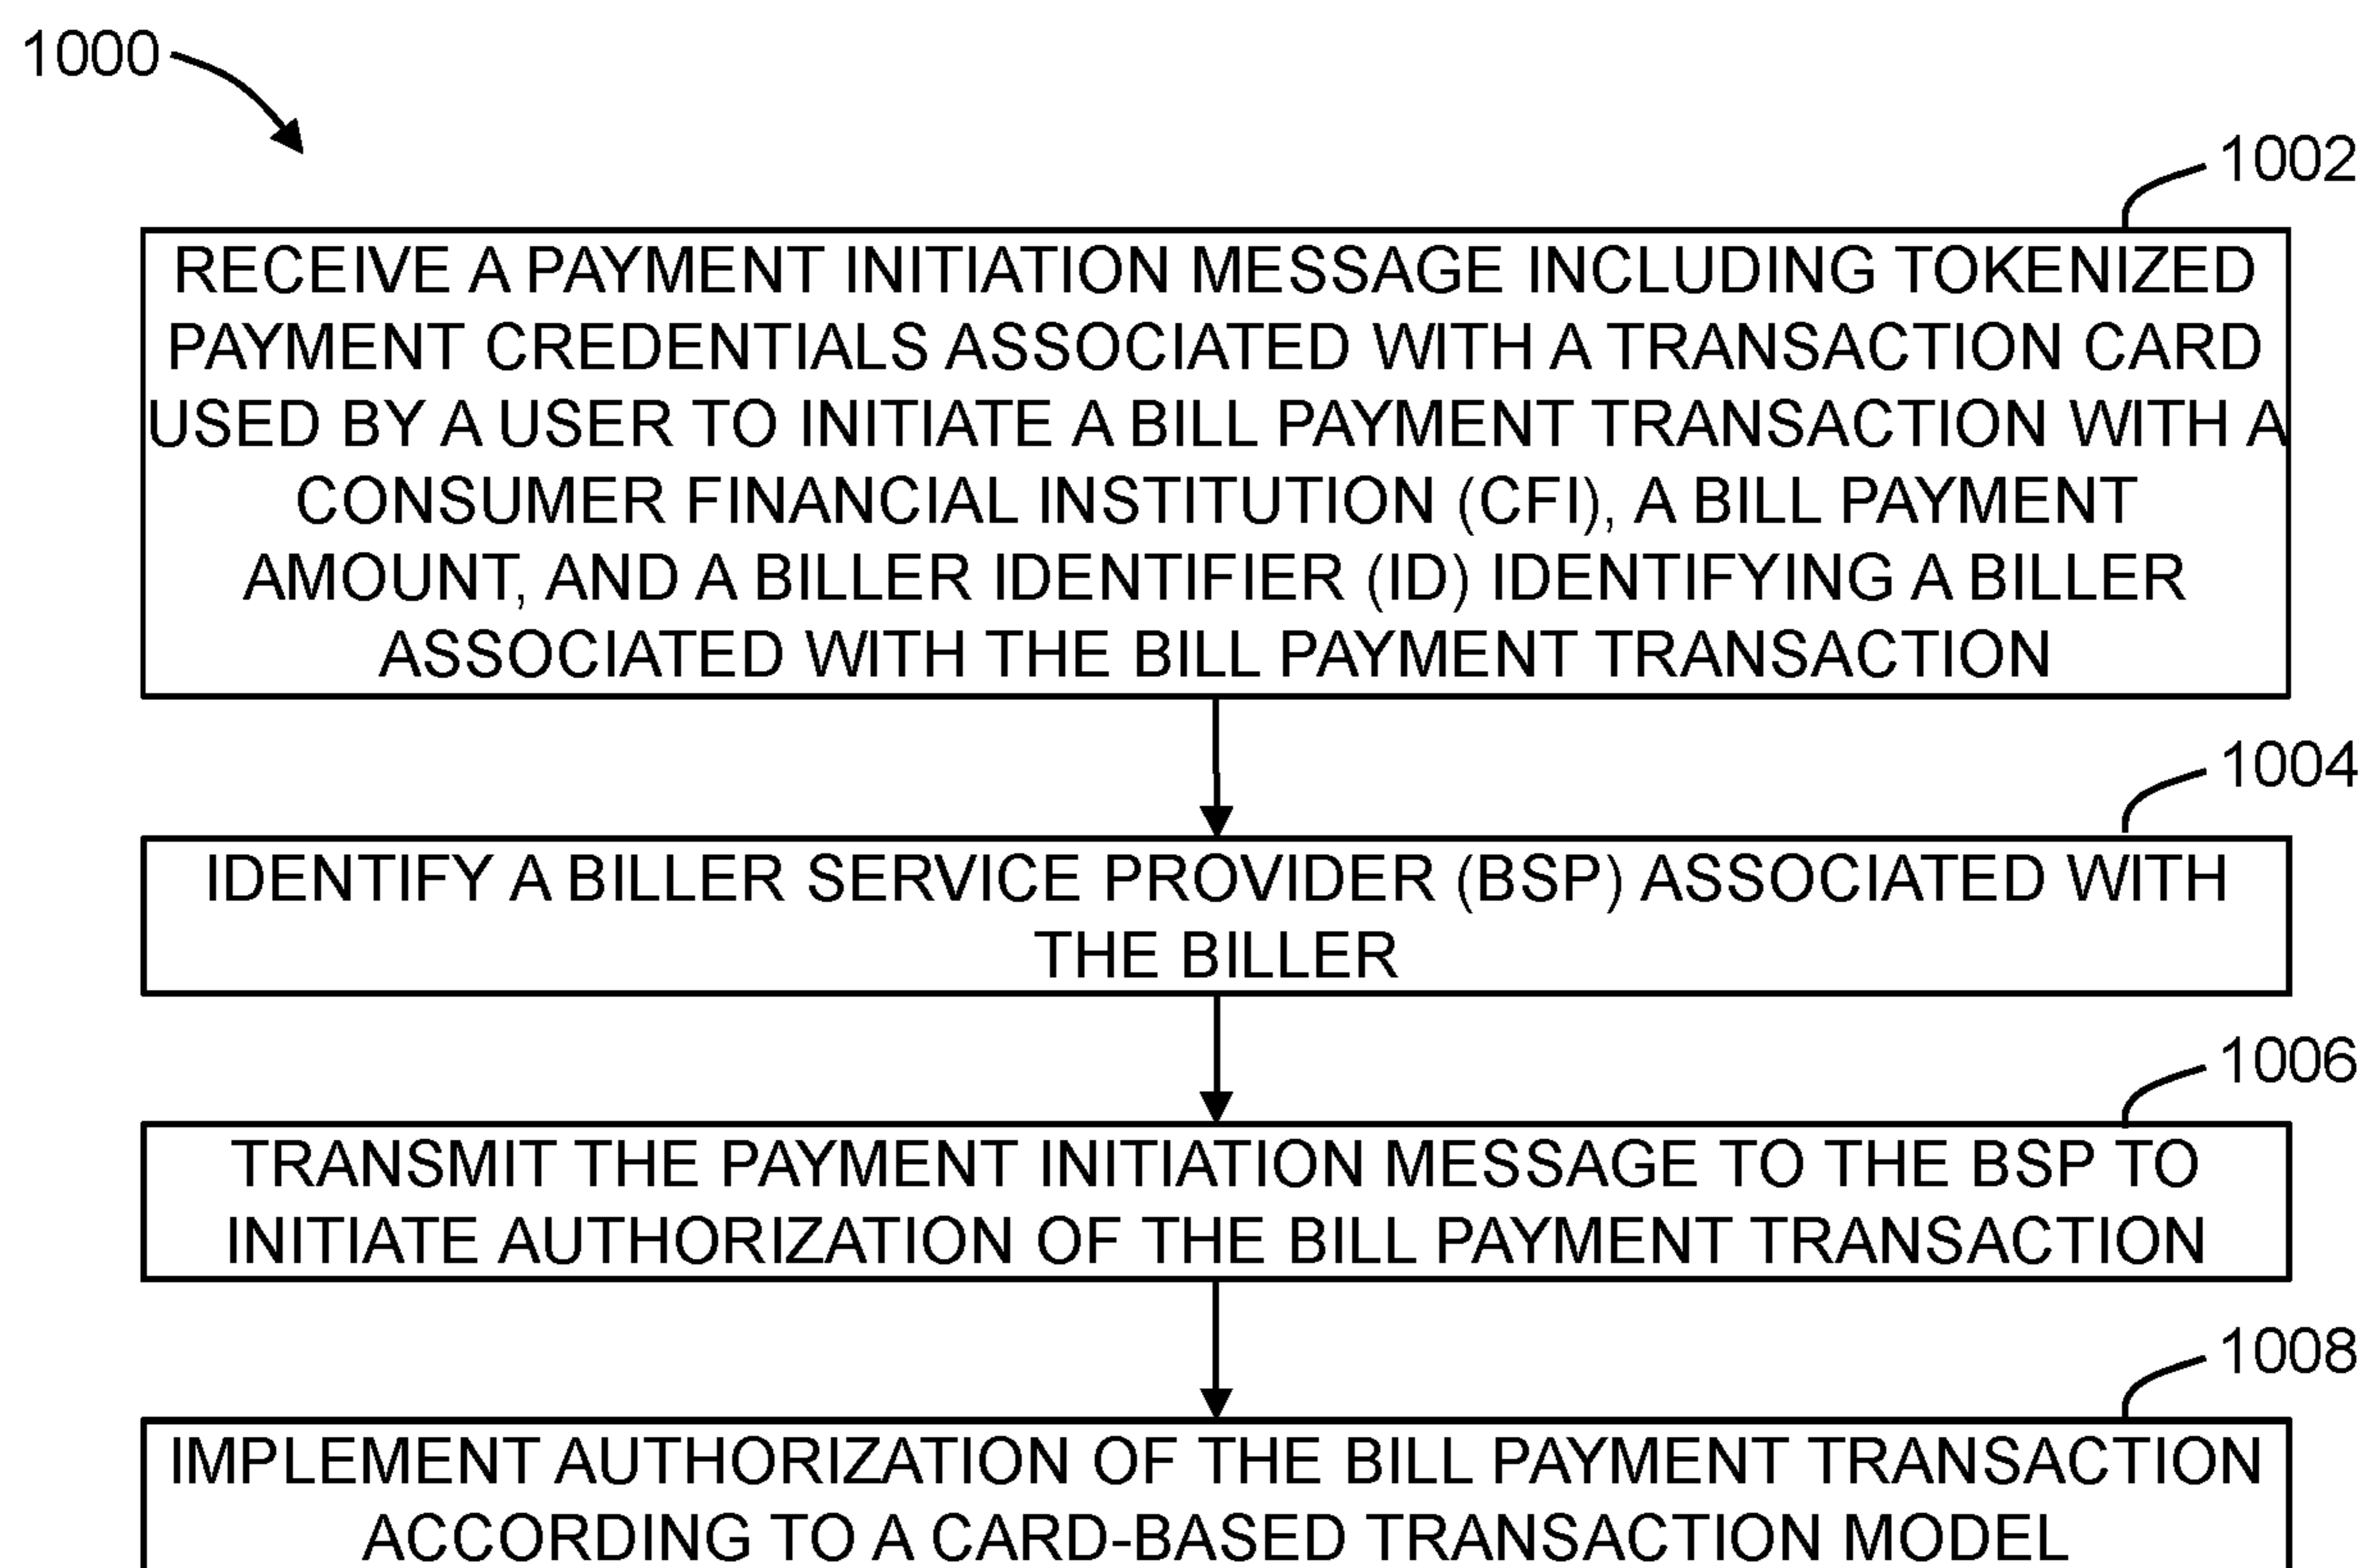 1000
1002
RECEIVE A PAYMENT INITIATION MESSAGE INCLUDING TOKENIZED
PAYMENT CREDENTIALS ASSOCIATED WITH A TRANSACTION CARD
USED BY A USER TO INITIATE A BILL PAYMENT TRANSACTION WITH A
CONSUMER FINANCIAL INSTITUTION (CFI), A BILL PAYMENT
AMOUNT, AND A BILLER IDENTIFIER (ID) IDENTIFYING A BILLER
ASSOCIATED WITH THE BILL PAYMENT TRANSACTION
1004
IDENTIFY A BILLER SERVICE PROVIDER (BSP) ASSOCIATED WITH
THE BILLER
1006
TRANSMIT THE PAYMENT INITIATION MESSAGE TO THE BSP TO
INITIATE AUTHORIZATION OF THE BILL PAYMENT TRANSACTION
1008
IMPLEMENT AUTHORIZATION OF THE BILL PAYMENT TRANSACTION
ACCORDING TO A CARD-BASED TRANSACTION MODEL